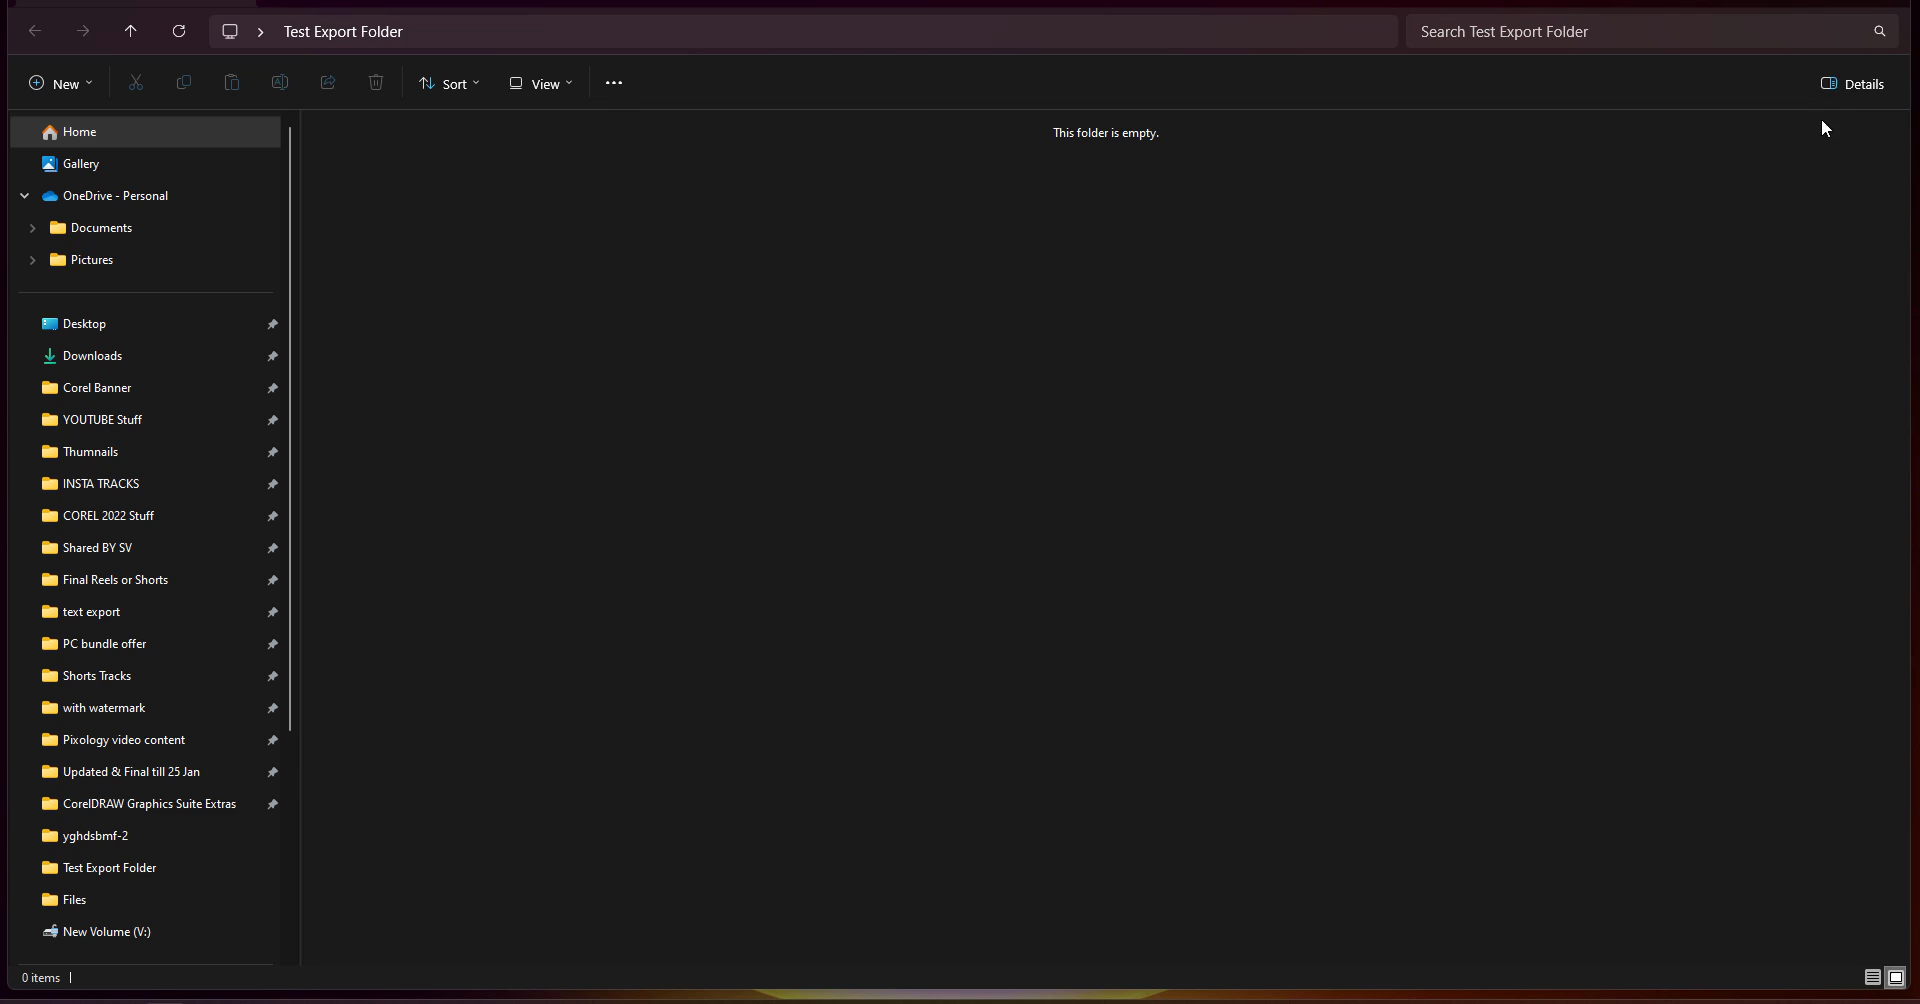 Test Export Folder
Search Test Export Folder
New
Sort
View
Details
Home
Gallery
OneDrive - Personal
Documents
Pictures
Desktop
Downloads
Corel Banner
YOUTUBE Stuff
Thumnails
INSTA TRACKS
COREL 2022 Stuff
Shared BY SV
Final Reels or Shorts
text export
PC bundle offer
Shorts Tracks
with watermark
Pixology video content
Updated & Final till 25 Jan
CorelDRAW Graphics Suite Extras
yghdsbmf-2
Test Export Folder
Files
New Volume (V:)
This folder is empty.
0 items